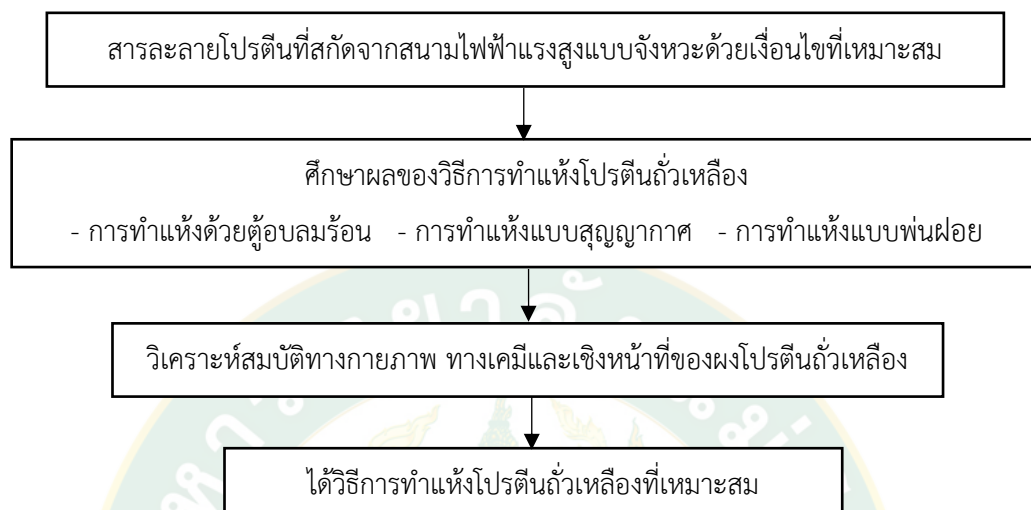 สารละลายโปรตีนที่สกัดจากสนามไฟฟ้าแรงสูงแบบจังหวะด้วยเงื่อนไขที่เหมาะสม
ศึกษาผลของวิธีการทำแห้งโปรตีนถั่วเหลือง
- การทำแห้งด้วยตู้อบลมร้อน - การทำแห้งแบบสุญญากาศ - การทำแห้งแบบพ่นฝอย
วิเคราะห์สมบัติทางกายภาพ ทางเคมีและเชิงหน้าที่ของผงโปรตีนถั่วเหลือง
ได้วิธีการทำแห้งโปรตีนถั่วเหลืองที่เหมาะสม